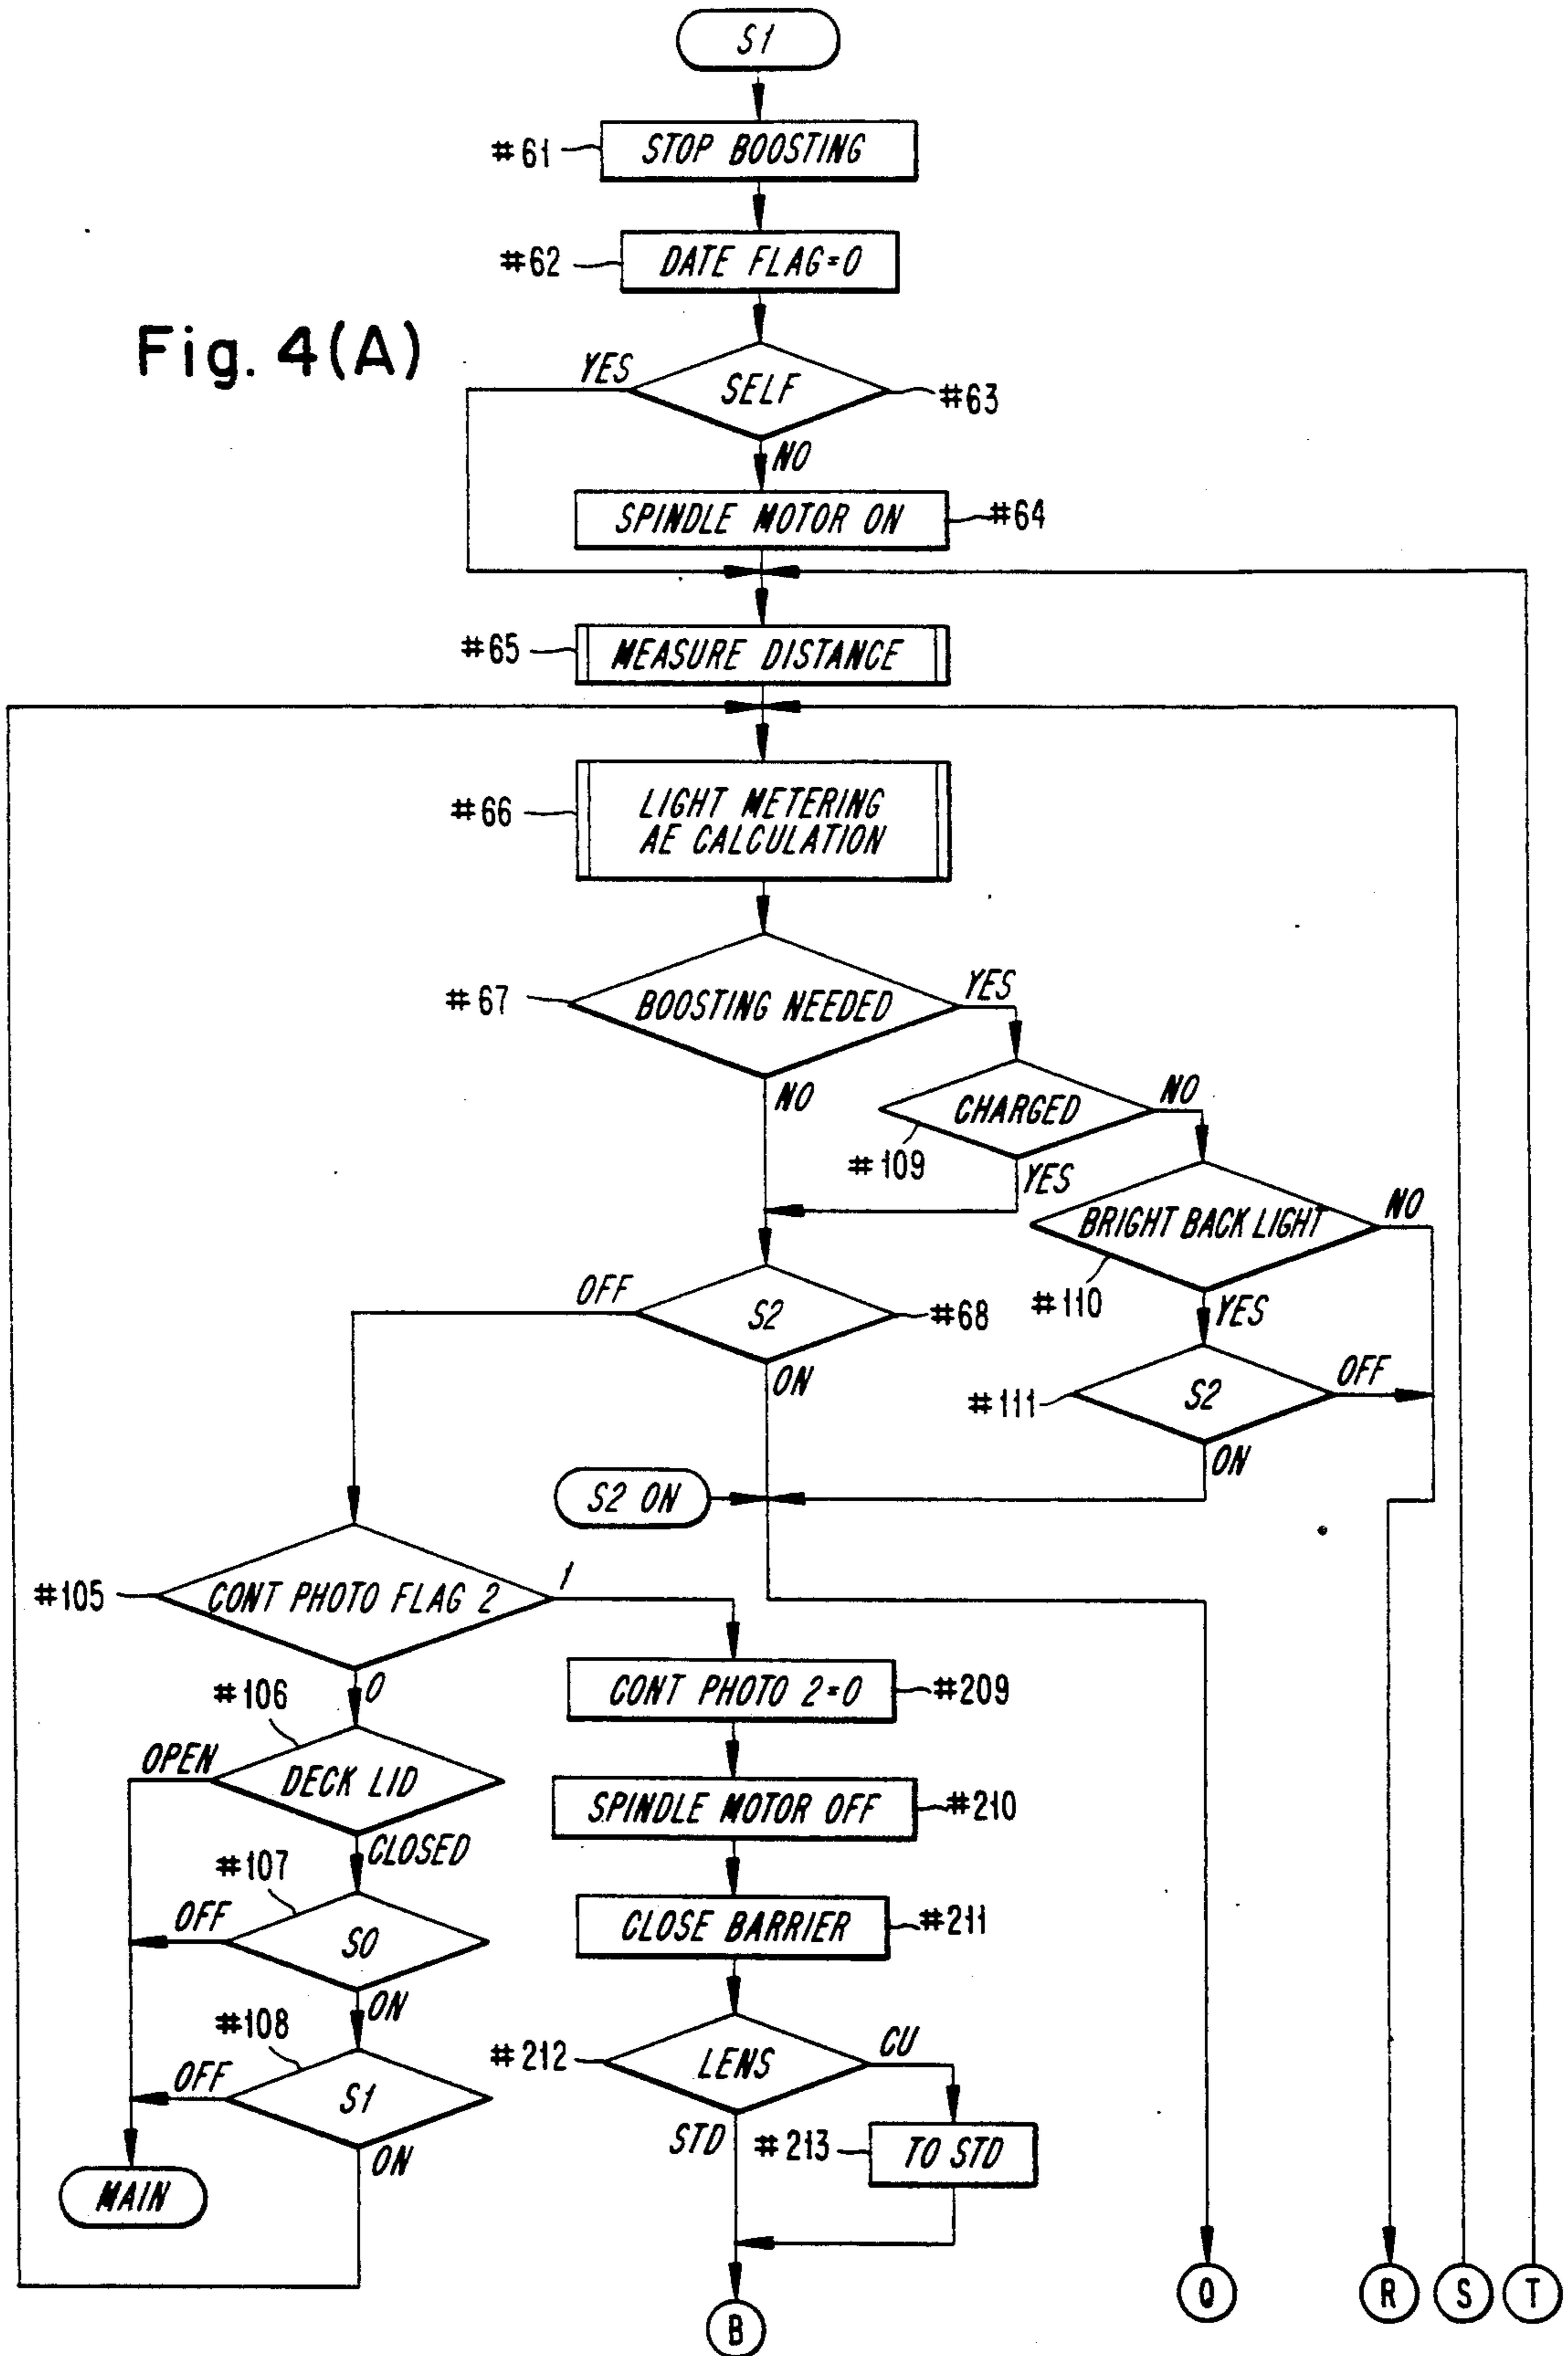 S1
#61 STOP BOOSTING
#62 DATE FLAG=0
Fig. 4(A)
YES SELF #63
NO
SPINDLE MOTOR ON #64
#65 MEASURE DISTANCE
#66 LIGHT METERING
AE CALCULATION
#67 BOOSTING NEEDED YES
NO
CHARGED NO
#109
YES
BRIGHT BACK LIGHT NO
#110
YES
OFF S2 #68
ON
#111 S2 OFF
ON
S2 ON
#105 CONT PHOTO FLAG 2 1
0
CONT PHOTO 2=0 #209
#106
OPEN DECK LID
CLOSED
SPINDLE MOTOR OFF #210
#107
OFF S0
ON
CLOSE BARRIER #211
#108
OFF S1
ON
#212 LENS CU
STD
#213 TO STD
MAIN
Q
R
S
T
B